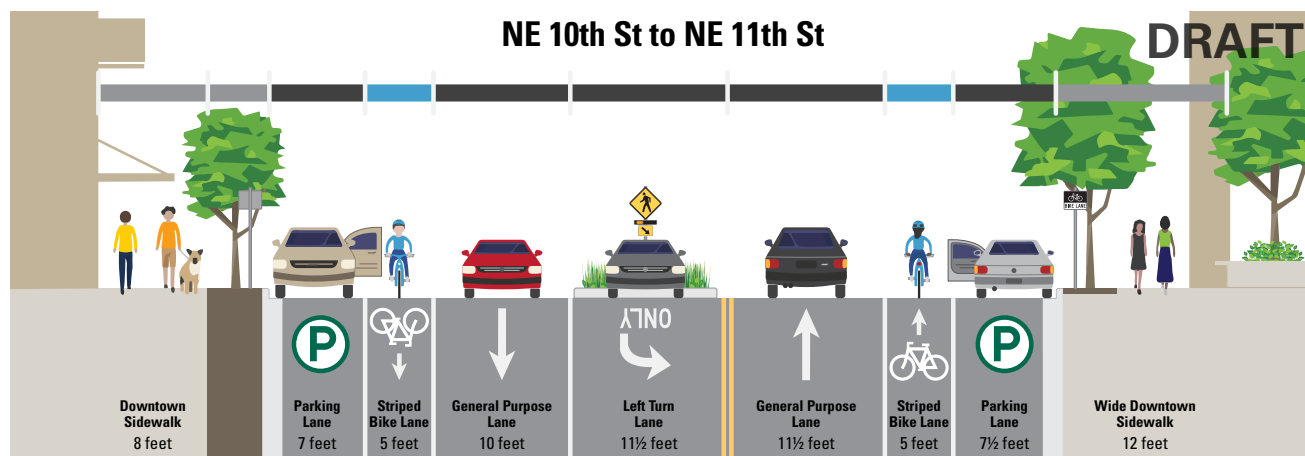 NE 10th St to NE 11th St
DRAFT
BIKE LANE
ONLY
P
P
Downtown
Sidewalk
8 feet
Parking
Lane
7 feet
Striped
Bike Lane
5 feet
General Purpose
Lane
10 feet
Left Turn
Lane
11½ feet
General Purpose
Lane
11½ feet
Striped
Bike Lane
5 feet
Parking
Lane
7½ feet
Wide Downtown
Sidewalk
12 feet